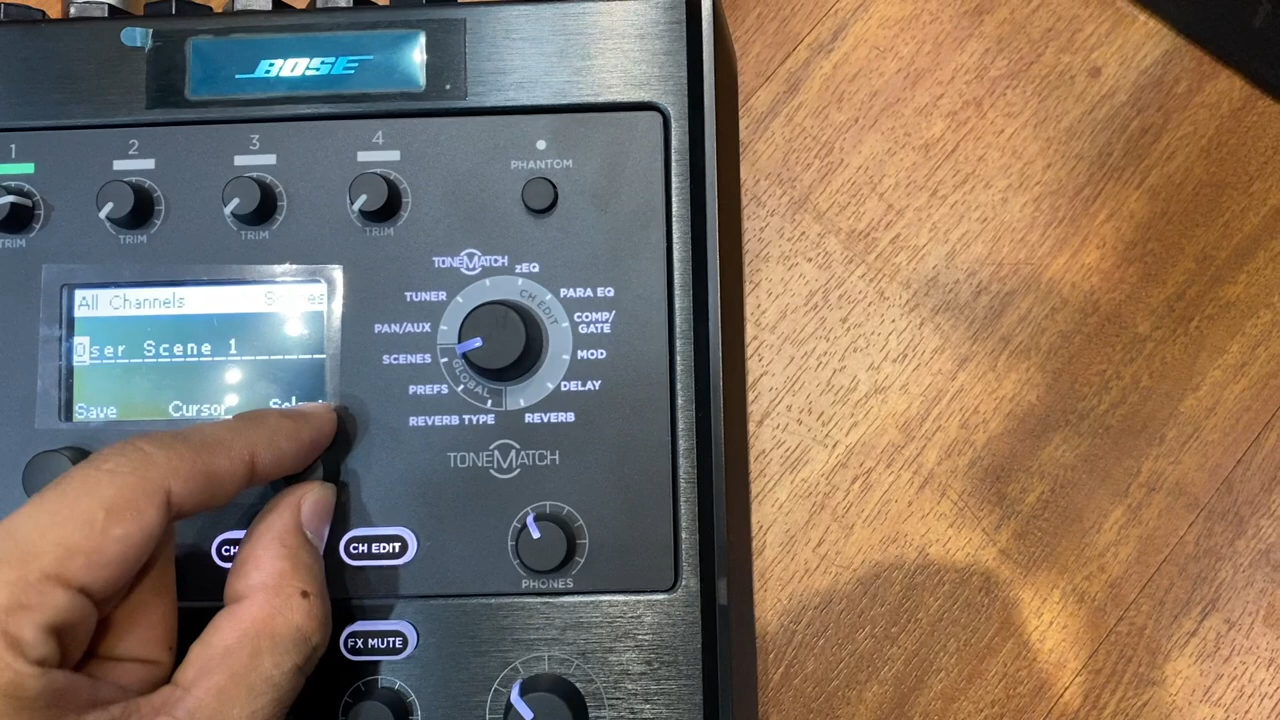 BOSE
1 2 3 4
PHANTOM
TRIM TRIM TRIM TRIM
TONEMATCH
zEQ
TUNER
PARA EQ
CH EDIT
PAN/AUX
COMP/
GATE
SCENES
MOD
GLOBAL
PREFS
DELAY
REVERB TYPE
REVERB
All Channels Scenes
User Scene 1
Save Cursor
TONEMATCH
CH EDIT
PHONES
FX MUTE